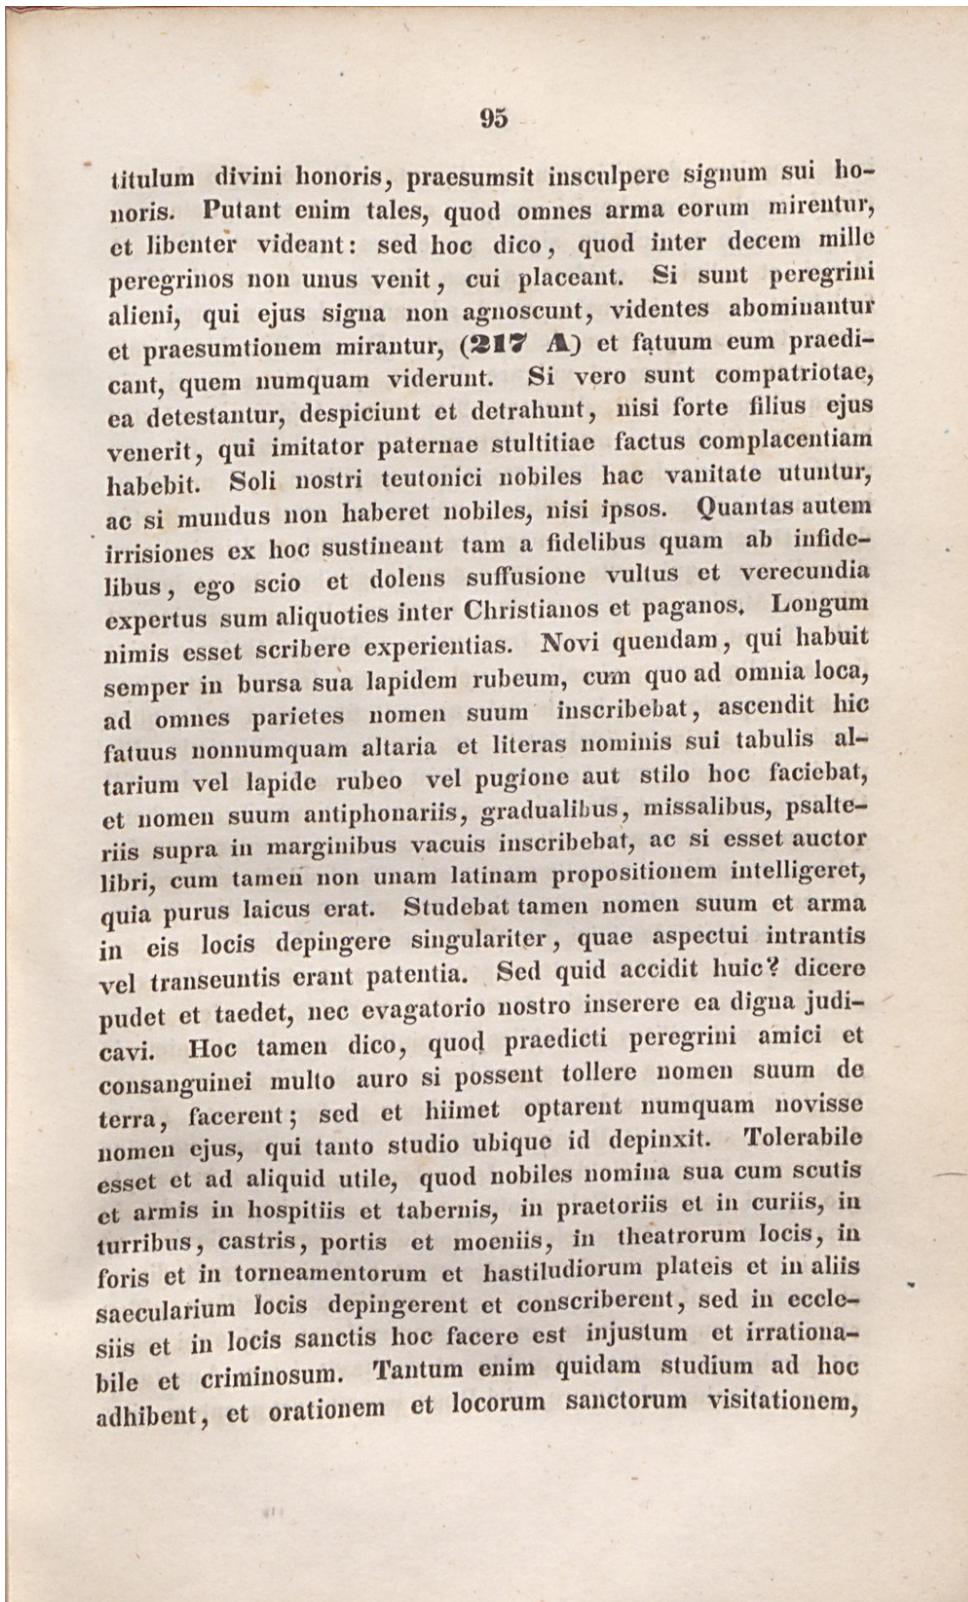 95
titulum divini honoris, praesumsit insculpere signum sui ho-
noris. Putant enim tales, quod omnes arma eorum mirentur,
et libenter videant: sed hoc dico, quod inter decem mille
peregrinos non unus venit, cui placeant. Si sunt peregrini
alieni, qui ejus signa non agnoscunt, videntes abominantur
et praesumtionem mirantur, (217 A) et fatuum eum praedi-
cant, quem numquam viderunt. Si vero sunt compatriotae,
ea detestantur, despiciunt et detrahunt, nisi forte filius ejus
venerit, qui imitator paternae stultitiae factus complacentiam
habebit. Soli nostri teutonici nobiles hac vanitate utuntur,
ac si mundus non haberet nobiles, nisi ipsos. Quantas autem
irrisiones ex hoc sustineant tam a fidelibus quam ab infide-
libus, ego scio et dolens suffusione vultus et verecundia
expertus sum aliquoties inter Christianos et paganos. Longum
nimis esset scribere experientias. Novi quendam, qui habuit
semper in bursa sua lapidem rubeum, cum quo ad omnia loca,
ad omnes parietes nomen suum inscribebat, ascendit hic
fatuus nonnumquam altaria et literas nominis sui tabulis al-
tarium vel lapide rubeo vel pugione aut stilo hoc faciebat,
et nomen suum antiphonariis, gradualibus, missalibus, psalte-
riis supra in marginibus vacuis inscribebat, ac si esset auctor
libri, cum tamen non unam latinam propositionem intelligeret,
quia purus laicus erat. Studebat tamen nomen suum et arma
in eis locis depingere singulariter, quae aspectui intrantis
vel transeuntis erant patentia. Sed quid accidit huic? dicere
pudet et taedet, nec evagatorio nostro inserere ea digna judi-
cavi. Hoc tamen dico, quod praedicti peregrini amici et
consanguinei multo auro si possent tollere nomen suum de
terra, facerent; sed et hiimet optarent numquam novisse
nomen ejus, qui tanto studio ubique id depinxit. Tolerabile
esset et ad aliquid utile, quod nobiles nomina sua cum scutis
et armis in hospitiis et tabernis, in praetoriis et in curiis, in
turribus, castris, portis et moeniis, in theatrorum locis, in
foris et in torneamentorum et hastiludiorum plateis et in aliis
saecularium locis depingerent et conscriberent, sed in eccle-
siis et in locis sanctis hoc facere est injustum et irrationa-
bile et criminosum. Tantum enim quidam studium ad hoc
adhibent, et orationem et locorum sanctorum visitationem,